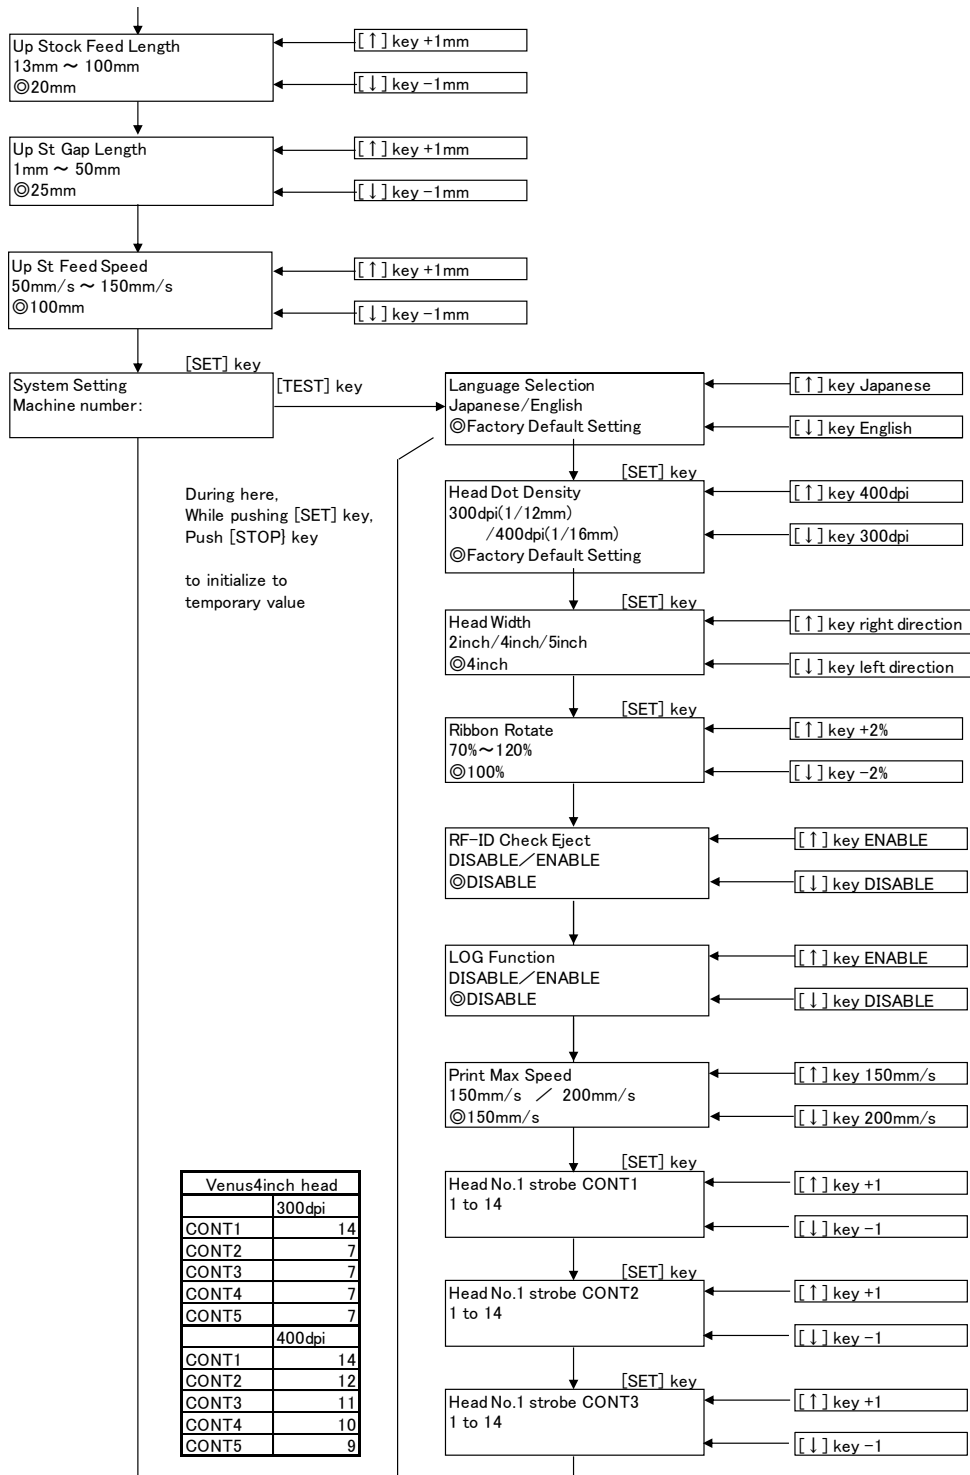 Up Stock Feed Length
13mm ~ 100mm
◎20mm
[↑] key +1mm
[↓] key -1mm
Up St Gap Length
1mm ~ 50mm
◎25mm
[↑] key +1mm
[↓] key -1mm
Up St Feed Speed
50mm/s ~ 150mm/s
◎100mm
[↑] key +1mm
[↓] key -1mm
[SET] key
System Setting
Machine number:
[TEST] key
Language Selection
Japanese/English
◎Factory Default Setting
[↑] key Japanese
[↓] key English
During here,
While pushing [SET] key,
Push [STOP} key
to initialize to
temporary value
[SET] key
Head Dot Density
300dpi(1/12mm)
/400dpi(1/16mm)
◎Factory Default Setting
[↑] key 400dpi
[↓] key 300dpi
[SET] key
Head Width
2inch/4inch/5inch
◎4inch
[↑] key right direction
[↓] key left direction
[SET] key
Ribbon Rotate
70%~120%
◎100%
[↑] key +2%
[↓] key -2%
RF-ID Check Eject
DISABLE/ENABLE
◎DISABLE
[↑] key ENABLE
[↓] key DISABLE
LOG Function
DISABLE/ENABLE
◎DISABLE
[↑] key ENABLE
[↓] key DISABLE
Print Max Speed
150mm/s / 200mm/s
◎150mm/s
[↑] key 150mm/s
[↓] key 200mm/s
[SET] key
Head No.1 strobe CONT1
1 to 14
[↑] key +1
[↓] key -1
[SET] key
Head No.1 strobe CONT2
1 to 14
[↑] key +1
[↓] key -1
[SET] key
Head No.1 strobe CONT3
1 to 14
[↑] key +1
[↓] key -1
Venus4inch head
300dpi
CONT1 14
CONT2 7
CONT3 7
CONT4 7
CONT5 7
400dpi
CONT1 14
CONT2 12
CONT3 11
CONT4 10
CONT5 9